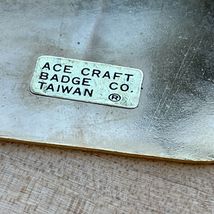 ACE CRAFT
BADGE CO.
TAIWAN ®